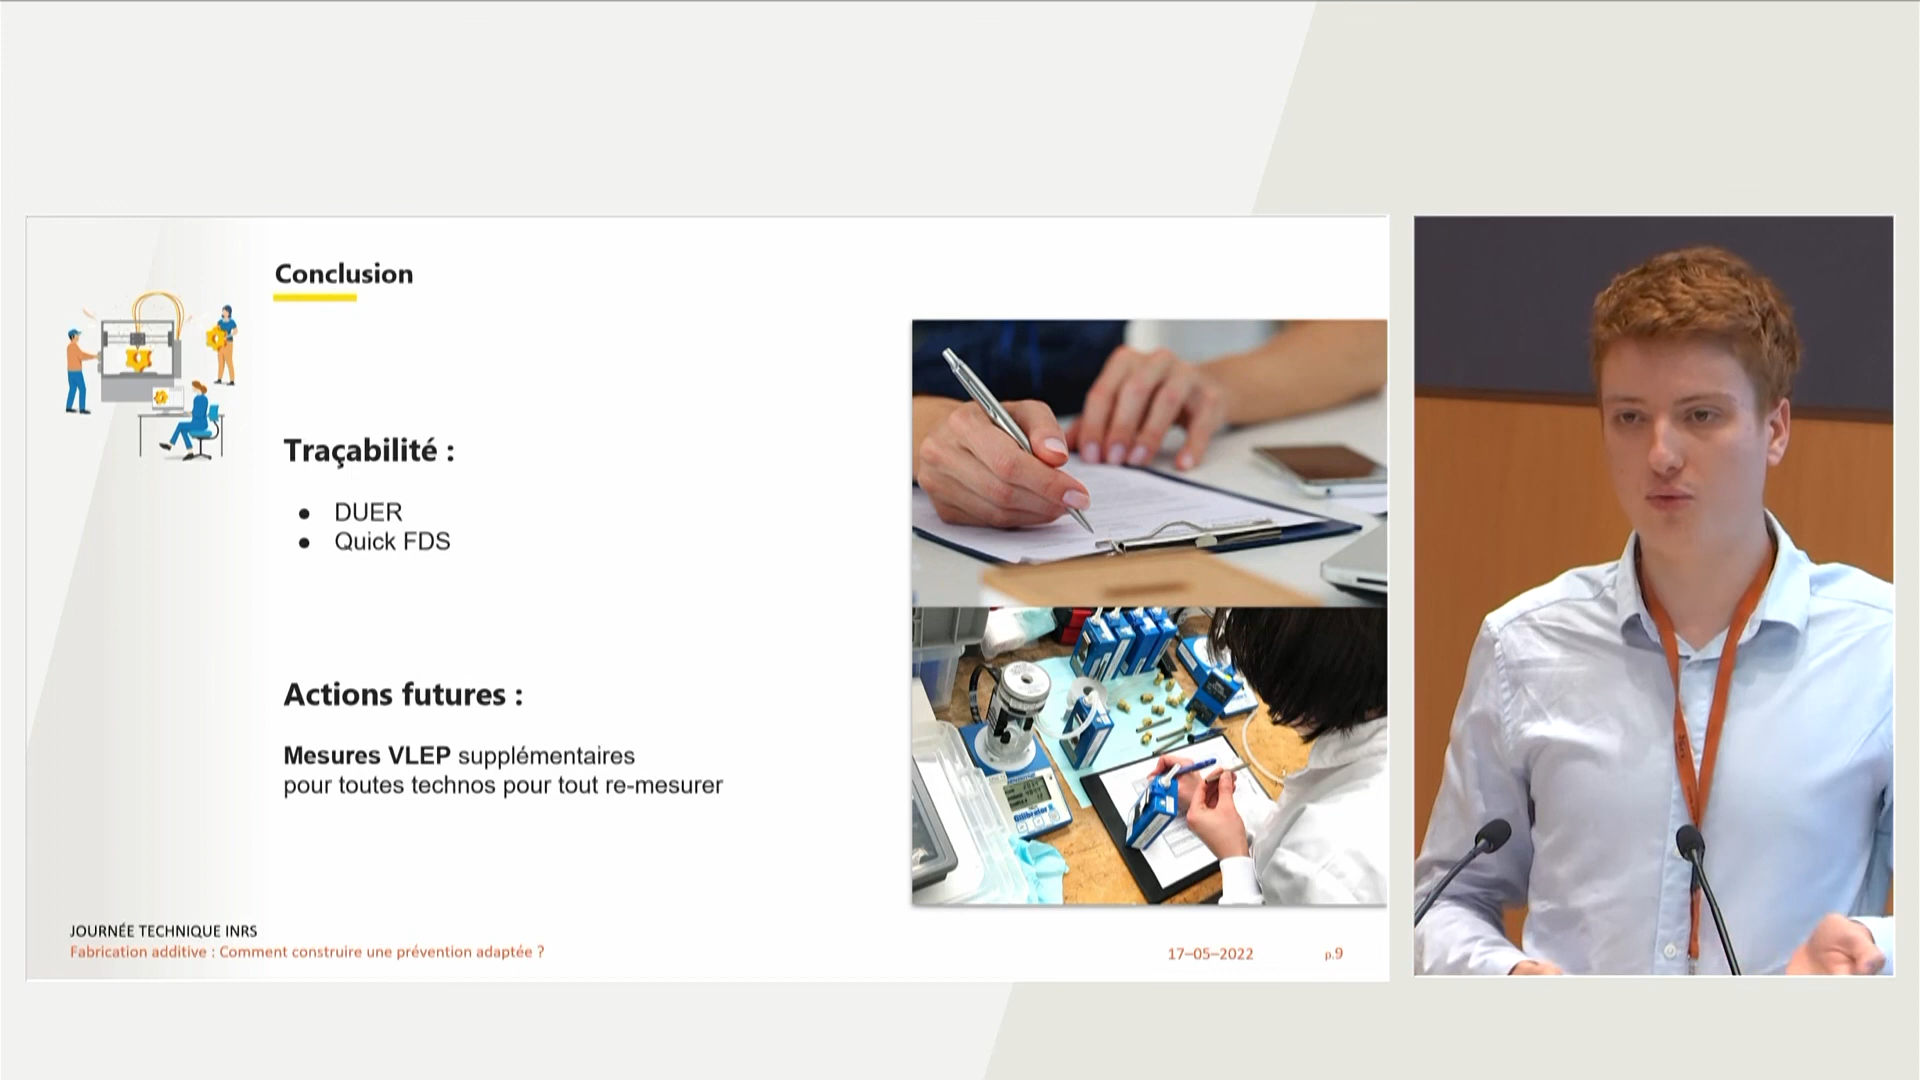 Conclusion
Traçabilité :
● DUER
● Quick FDS
Actions futures :
Mesures VLEP supplémentaires
pour toutes technos pour tout re-mesurer
JOURNÉE TECHNIQUE INRS
Fabrication additive : Comment construire une prévention adaptée ?
17–05–2022
p.9